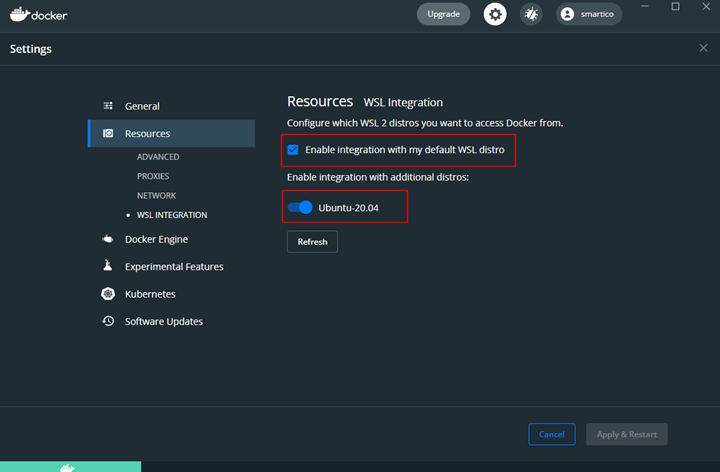 docker
Upgrade
smartico
Settings
General
Resources
ADVANCED
PROXIES
NETWORK
WSL INTEGRATION
Docker Engine
Experimental Features
Kubernetes
Software Updates
Resources WSL Integration
Configure which WSL 2 distros you want to access Docker from.
Enable integration with my default WSL distro
Enable integration with additional distros:
Ubuntu-20.04
Refresh
Cancel
Apply & Restart